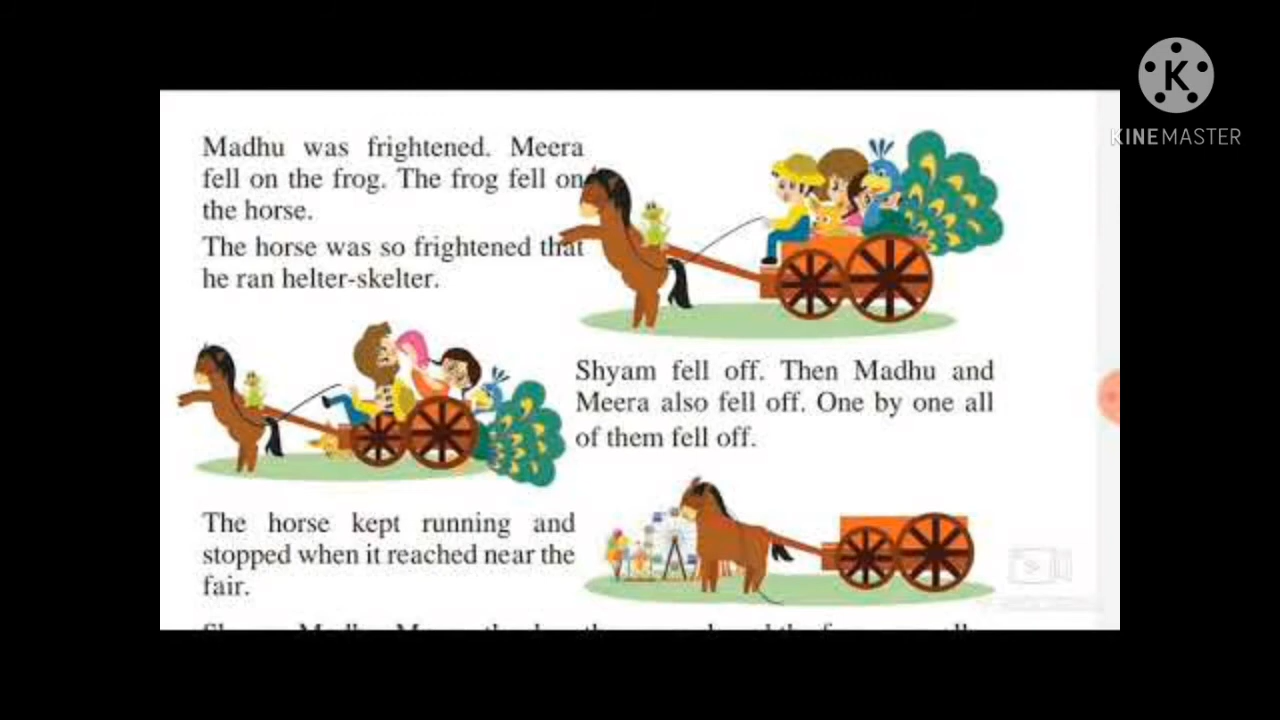 Madhu was frightened. Meera
fell on the frog. The frog fell on
the horse.
The horse was so frightened that
he ran helter-skelter.
Shyam fell off. Then Madhu and
Meera also fell off. One by one all
of them fell off.
The horse kept running and
stopped when it reached near the
fair.
KINEMASTER